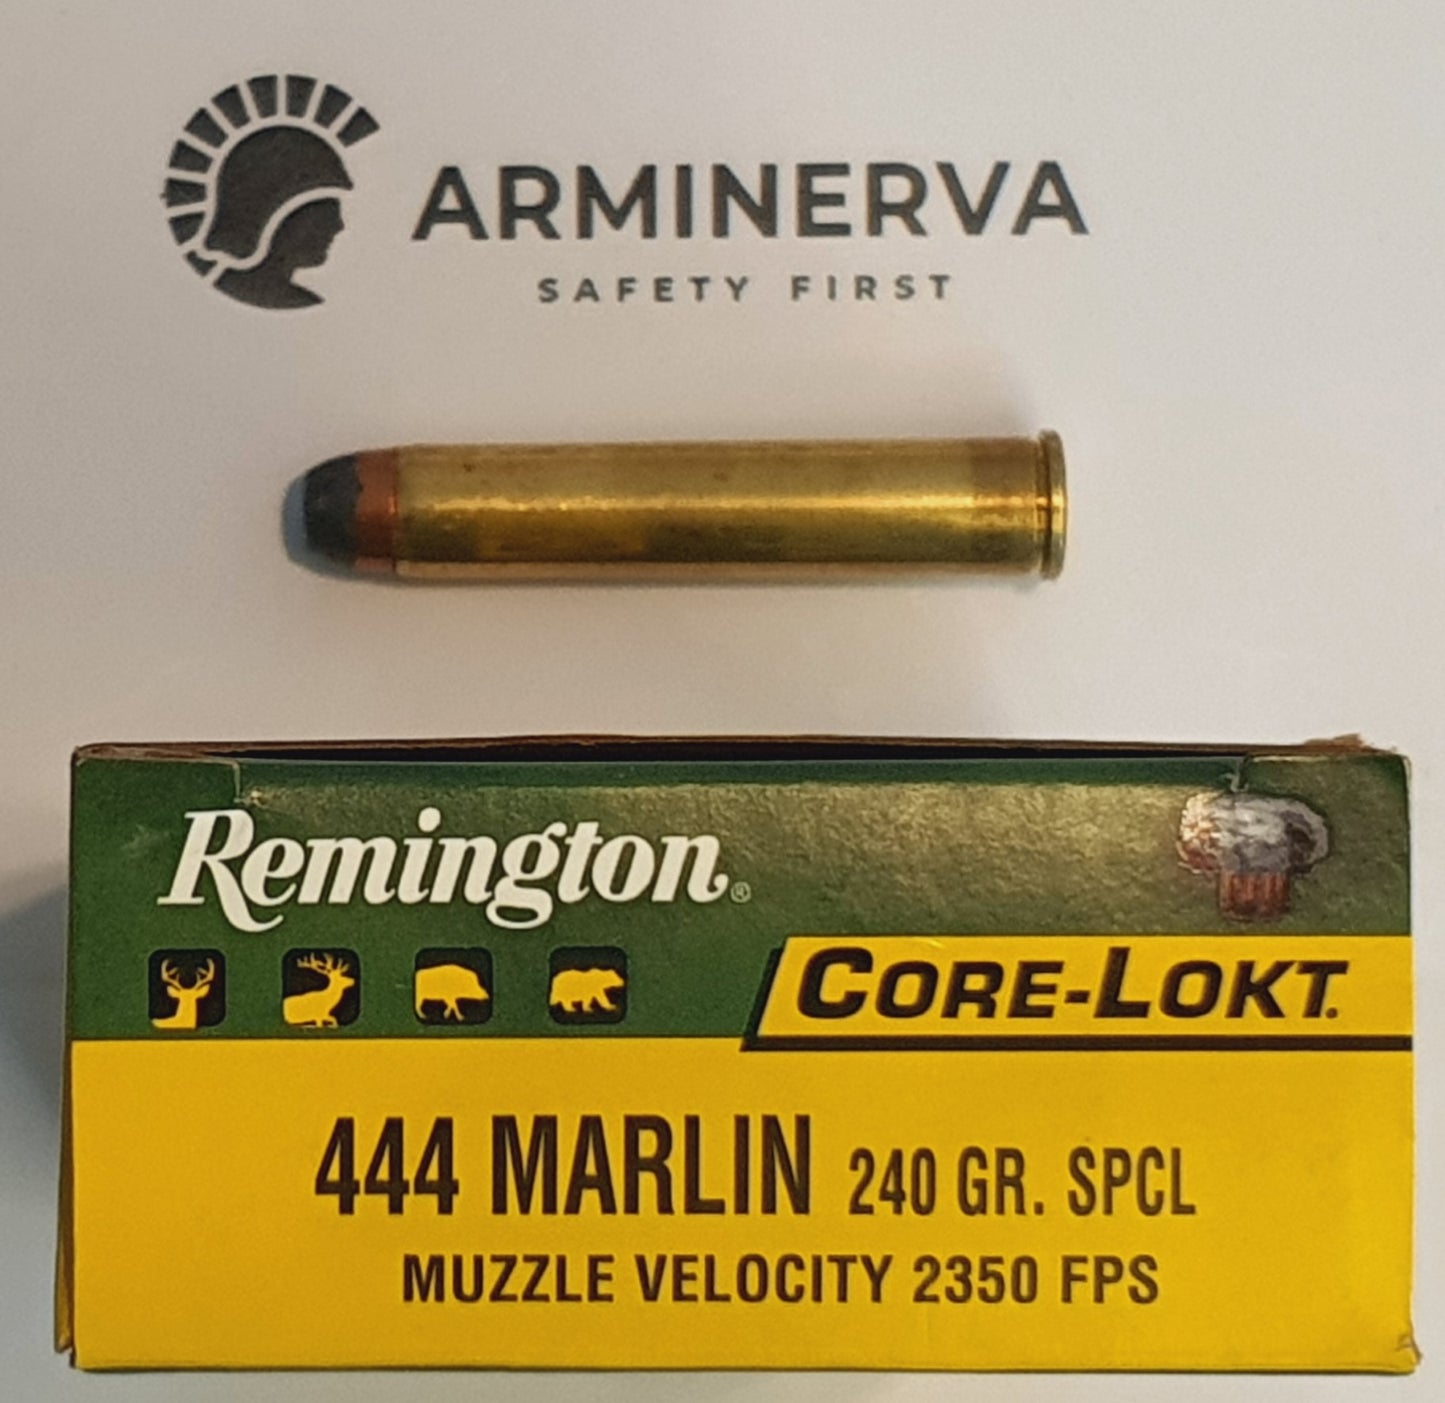 ARMINERVA
SAFETY FIRST
Remington®
CORE-LOKT®
444 MARLIN 240 GR. SPCL
MUZZLE VELOCITY 2350 FPS